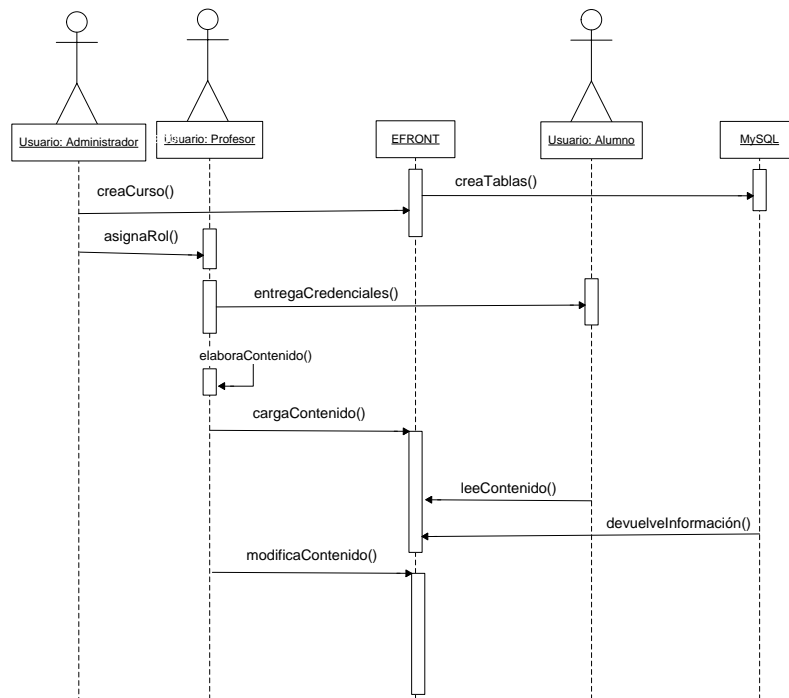 Usuario: Administrador
Usuario: Profesor
EFRONT
Usuario: Alumno
MySQL
creaCurso()
creaTablas()
asignaRol()
entregaCredenciales()
elaboraContenido()
cargaContenido()
leeContenido()
devuelveInformación()
modificaContenido()